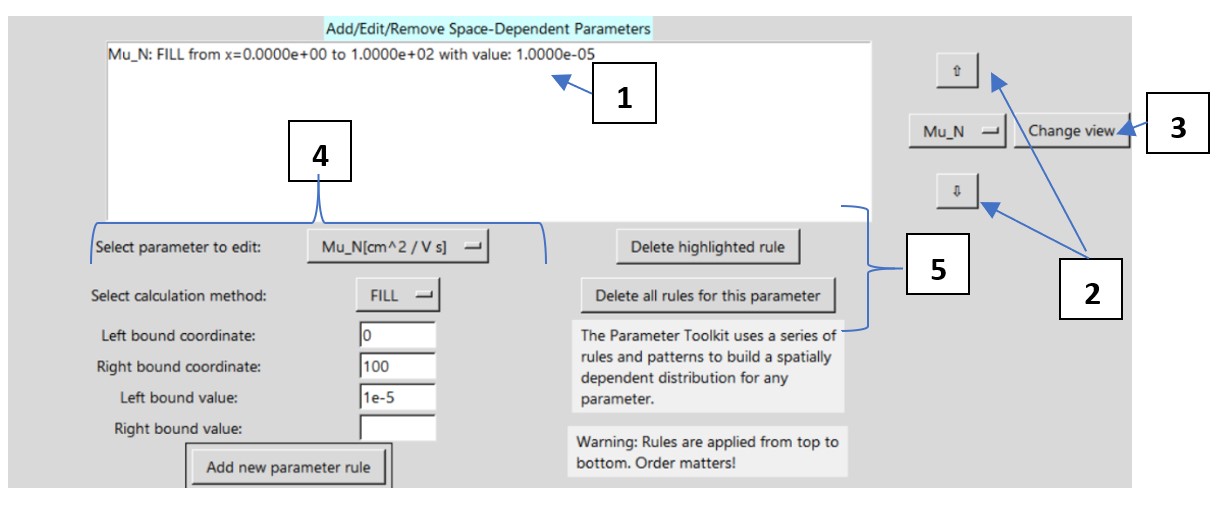 Add/Edit/Remove Space-Dependent Parameters
Mu_N: FILL from x=0.0000e+00 to 1.0000e+02 with value: 1.0000e-05
1
⇧
Mu_N
Change view
3
4
⇩
Select parameter to edit:
Mu_N[cm^2 / V s]
Delete highlighted rule
5
2
Select calculation method:
FILL
Delete all rules for this parameter
Left bound coordinate:
0
Right bound coordinate:
100
Left bound value:
1e-5
Right bound value:
Add new parameter rule
The Parameter Toolkit uses a series of
rules and patterns to build a spatially
dependent distribution for any
parameter.
Warning: Rules are applied from top to
bottom. Order matters!